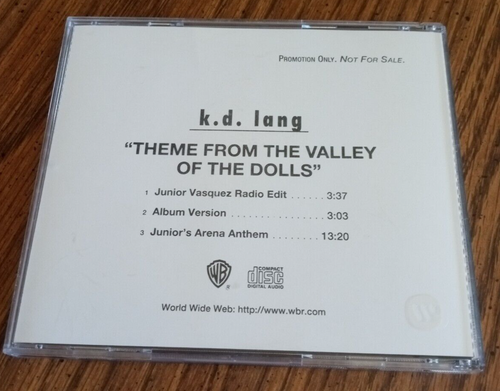 PROMOTION ONLY. NOT FOR SALE.
k.d. lang
"THEME FROM THE VALLEY
OF THE DOLLS"
1 Junior Vasquez Radio Edit ...... 3:37
2 Album Version .............. 3:03
3 Junior's Arena Anthem ........ 13:20
WB
COMPACT
disc
DIGITAL AUDIO
World Wide Web: http://www.wbr.com